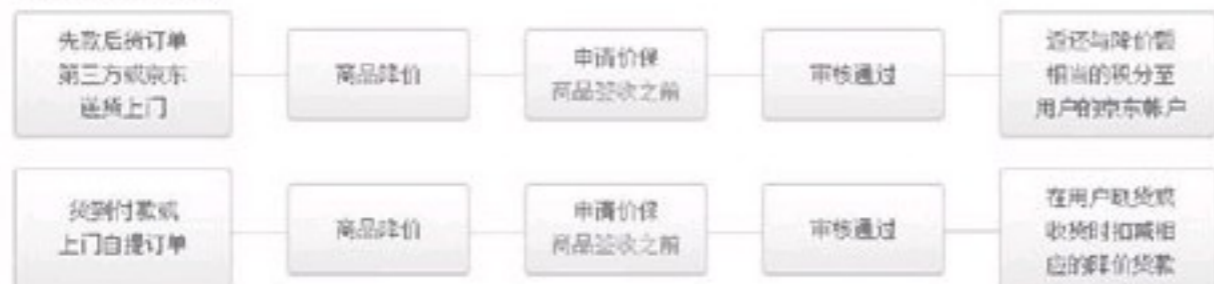 先款后货订单
第三方或京东
送货上门
商品降价
申请价保
商品签收之前
审核通过
返还与降价额
相当的积分至
用户的京东帐户
货到付款或
上门自提订单
商品降价
申请价保
商品签收之前
审核通过
在用户取货或
收货时扣减相
应的降价货款